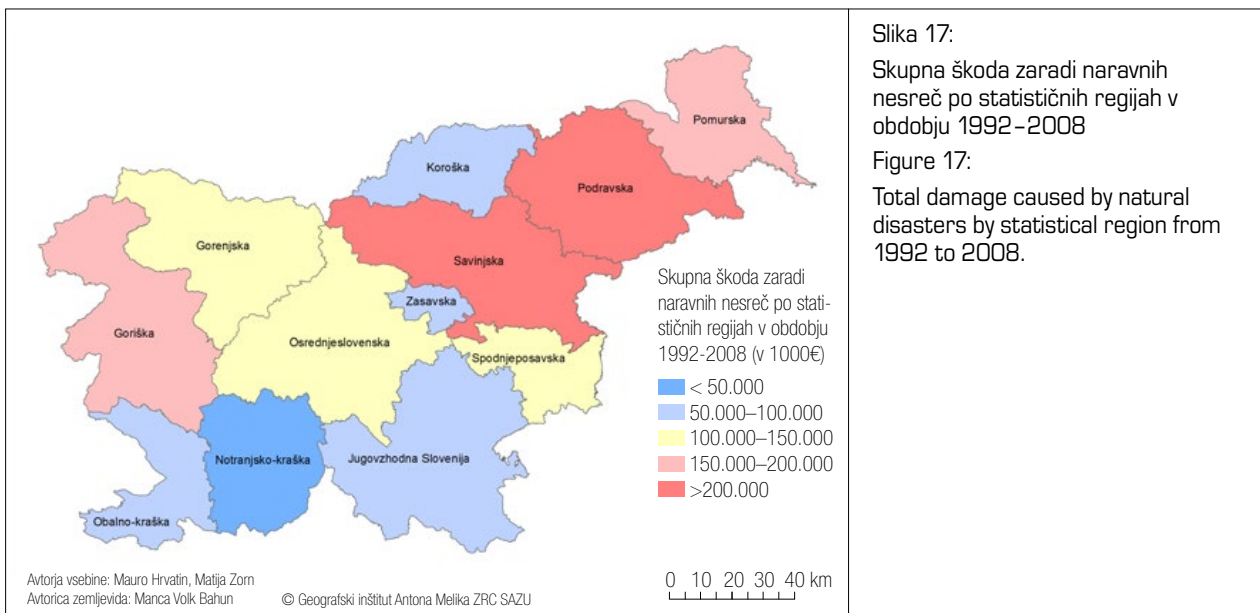 Pomurska
Koroška
Podravska
Gorenjska
Savinjska
Zasavska
Goriška
Osrednjeslovenska
Spodnjeposavska
Notranjsko-kraška
Jugovzhodna Slovenija
Obalno-kraška
Skupna škoda zaradi
naravnih nesreč po stati-
stičnih regijah v obdobju
1992-2008 (v 1000€)
< 50.000
50.000–100.000
100.000–150.000
150.000–200.000
>200.000
0 10 20 30 40 km
Avtorja vsebine: Mauro Hrvatin, Matija Zorn
Avtorica zemljevida: Manca Volk Bahun © Geografski inštitut Antona Melika ZRC SAZU
Slika 17:
Skupna škoda zaradi naravnih
nesreč po statističnih regijah v
obdobju 1992–2008
Figure 17:
Total damage caused by natural
disasters by statistical region from
1992 to 2008.